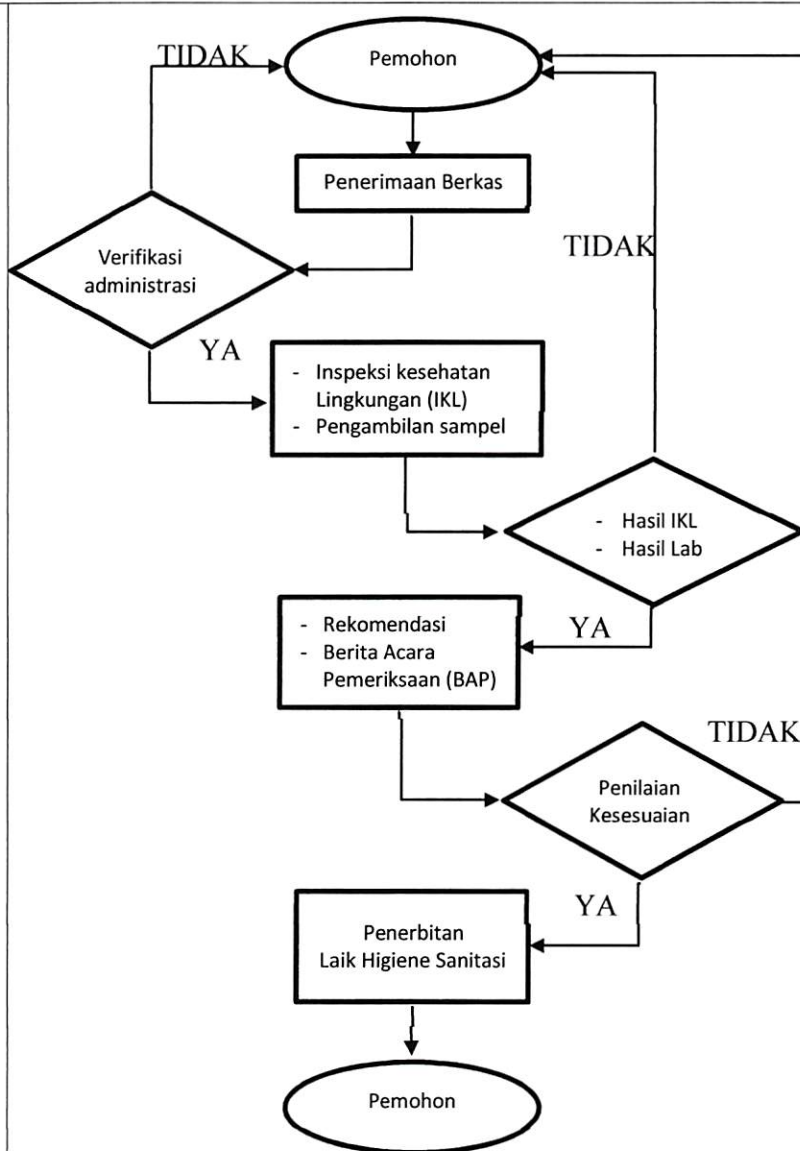 TIDAK
Pemohon
Penerimaan Berkas
TIDAK
Verifikasi
administrasi
YA
- Inspeksi kesehatan
Lingkungan (IKL)
- Pengambilan sampel
- Hasil IKL
- Hasil Lab
YA
- Rekomendasi
- Berita Acara
Pemeriksaan (BAP)
TIDAK
Penilaian
Kesesuaian
YA
Penerbitan
Laik Higiene Sanitasi
Pemohon